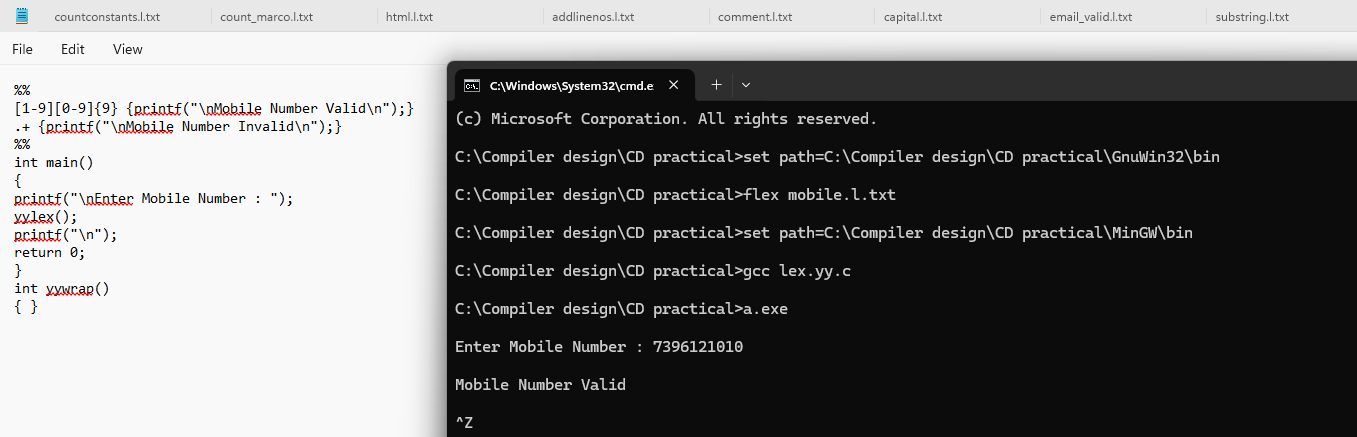 countconstants.l.txt count_marco.l.txt html.l.txt addlinenos.l.txt comment.l.txt capital.l.txt email_valid.l.txt substring.l.txt
File Edit View
%%
[1-9][0-9]{9} {printf("\nMobile Number Valid\n");}
.+ {printf("\nMobile Number Invalid\n");}
%%
int main()
{
printf("\nEnter Mobile Number : ");
yylex();
printf("\n");
return 0;
}
int yywrap()
{ }
C:\Windows\System32\cmd.e
(c) Microsoft Corporation. All rights reserved.
C:\Compiler design\CD practical>set path=C:\Compiler design\CD practical\GnuWin32\bin
C:\Compiler design\CD practical>flex mobile.l.txt
C:\Compiler design\CD practical>set path=C:\Compiler design\CD practical\MinGW\bin
C:\Compiler design\CD practical>gcc lex.yy.c
C:\Compiler design\CD practical>a.exe
Enter Mobile Number : 7396121010
Mobile Number Valid
^Z